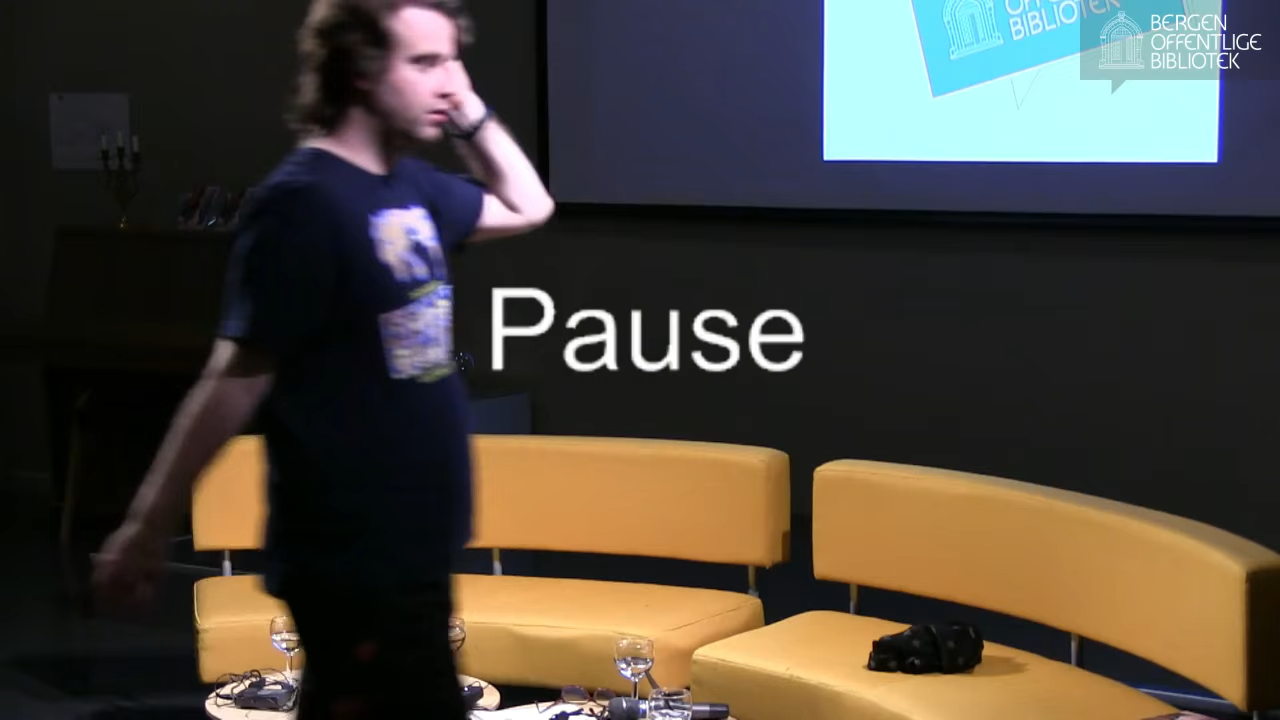 BIBLIOTEK
BERGEN
OFFENTLIGE
BIBLIOTEK
Pause